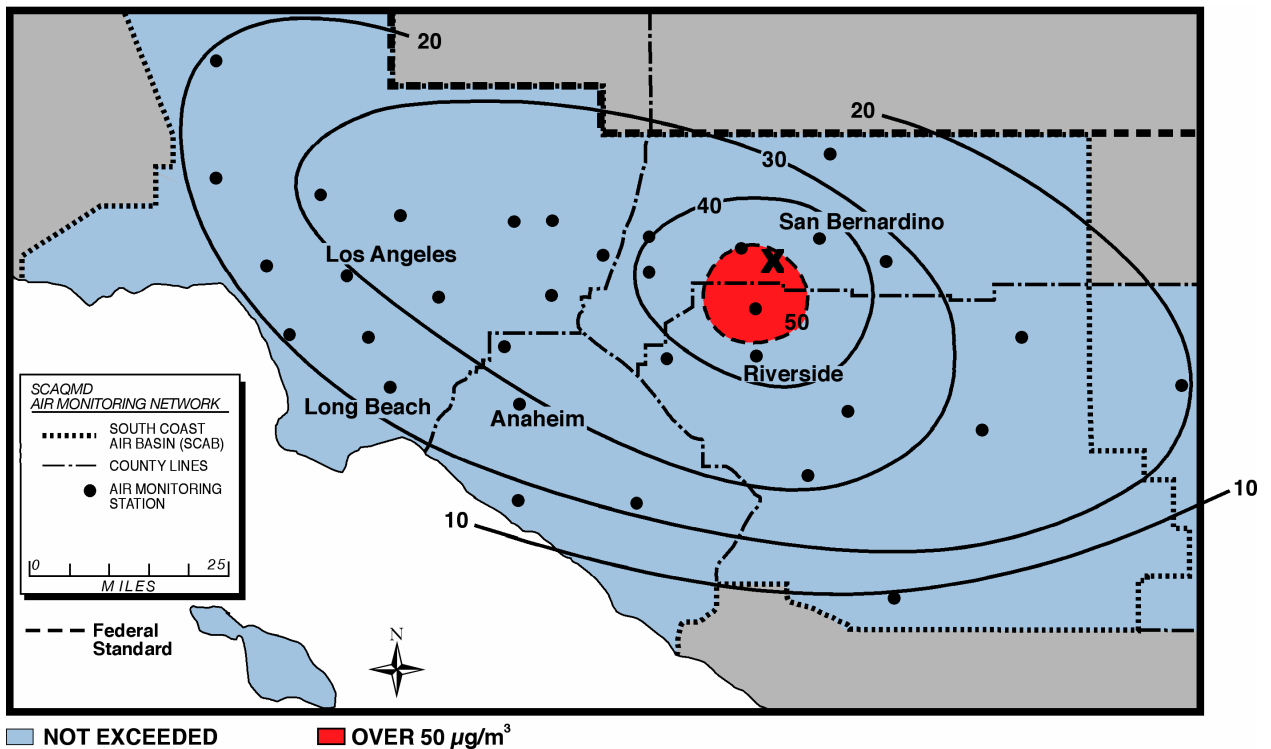 20
20
30
40
San Bernardino
Los Angeles
X
50
Riverside
Long Beach
Anaheim
10
10
SCAQMD
AIR MONITORING NETWORK
SOUTH COAST
AIR BASIN (SCAB)
COUNTY LINES
AIR MONITORING
STATION
0 25
MILES
Federal
Standard
N
NOT EXCEEDED
OVER 50 µg/m³